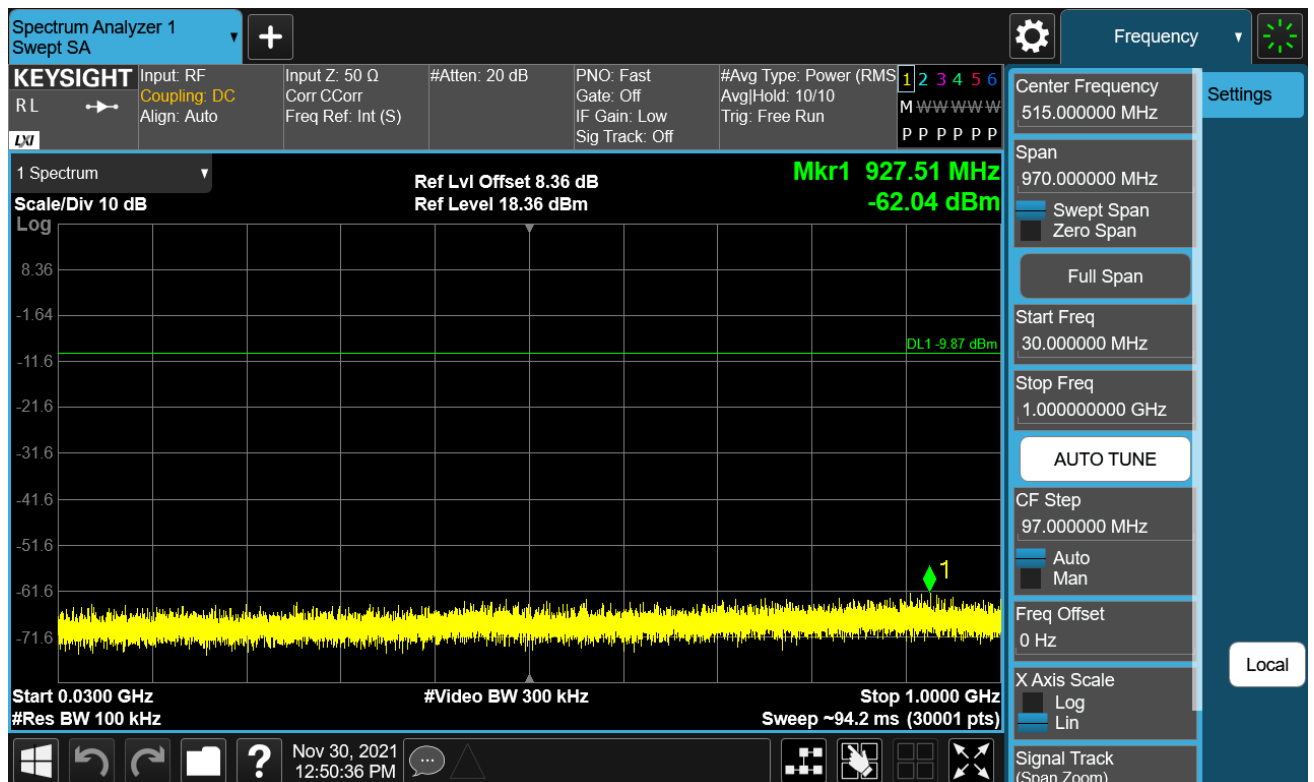 Spectrum Analyzer 1
Swept SA
Frequency
KEYSIGHT
R L
LXI
Input: RF
Coupling: DC
Align: Auto
Input Z: 50 Ω
Corr CCorr
Freq Ref: Int (S)
#Atten: 20 dB
PNO: Fast
Gate: Off
IF Gain: Low
Sig Track: Off
#Avg Type: Power (RMS
Avg|Hold: 10/10
Trig: Free Run
1 2 3 4 5 6
M W W W W W
P P P P P P
1 Spectrum
Scale/Div 10 dB
Log
Ref Lvl Offset 8.36 dB
Ref Level 18.36 dBm
Mkr1 927.51 MHz
-62.04 dBm
8.36
-1.64
DL1 -9.87 dBm
-11.6
-21.6
-31.6
-41.6
-51.6
1
-61.6
-71.6
Start 0.0300 GHz
#Res BW 100 kHz
#Video BW 300 kHz
Stop 1.0000 GHz
Sweep ~94.2 ms (30001 pts)
Nov 30, 2021
12:50:36 PM
Center Frequency
515.000000 MHz
Span
970.000000 MHz
Swept Span
Zero Span
Full Span
Start Freq
30.000000 MHz
Stop Freq
1.000000000 GHz
AUTO TUNE
CF Step
97.000000 MHz
Auto
Man
Freq Offset
0 Hz
X Axis Scale
Log
Lin
Signal Track
(Span Zoom)
Settings
Local